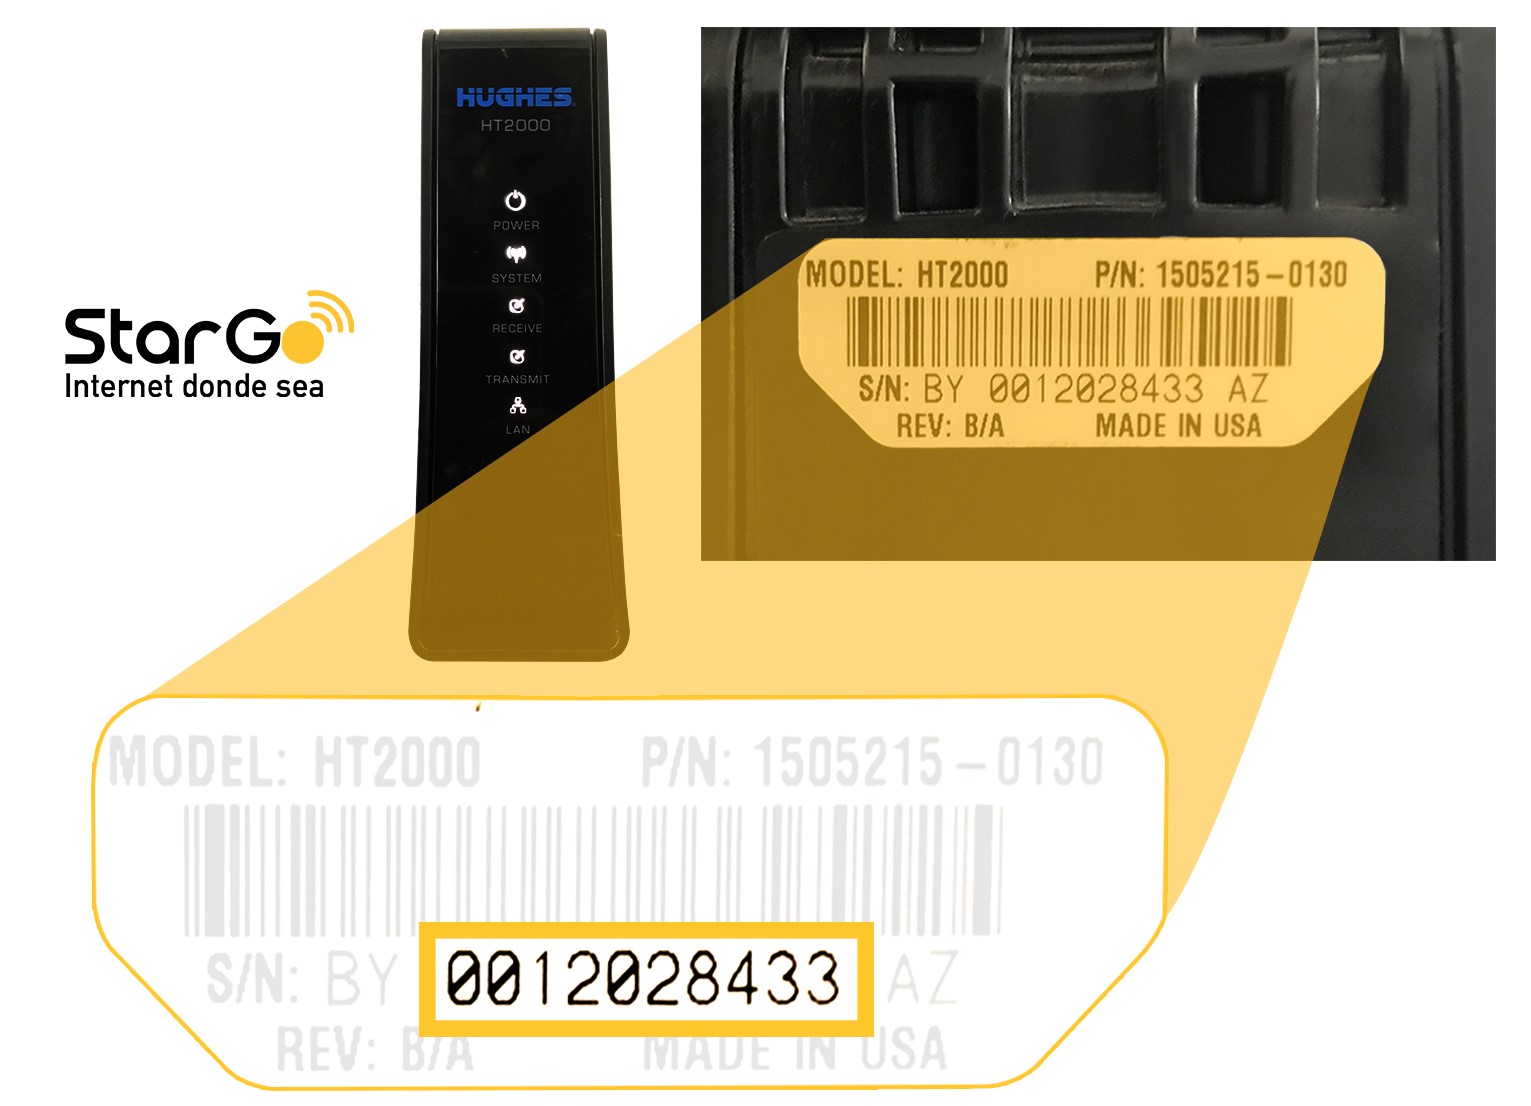 StarGo
Internet donde sea
HUGHES
HT2000
POWER
SYSTEM
RECEIVE
TRANSMIT
LAN
MODEL: HT2000 P/N: 1505215-0130
S/N: BY 0012028433 AZ
REV: B/A MADE IN USA
MODEL: HT2000 P/N: 1505215-0130
S/N: BY 0012028433 AZ
REV: B/A MADE IN USA